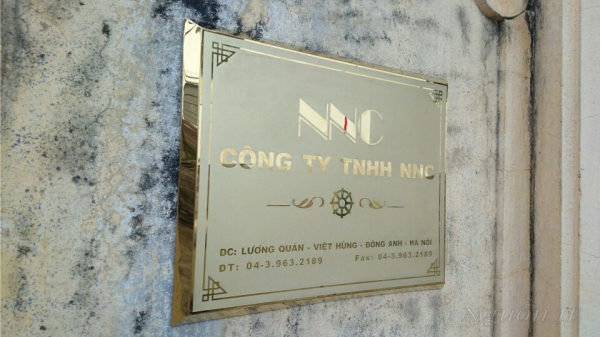 NNC
CÔNG TY TNHH NNC
ĐC: LƯƠNG QUÁN - VIỆT HÙNG - ĐÔNG ANH - HÀ NỘI
ĐT: 04-3.963.2189 Fax: 04-3.963.2189